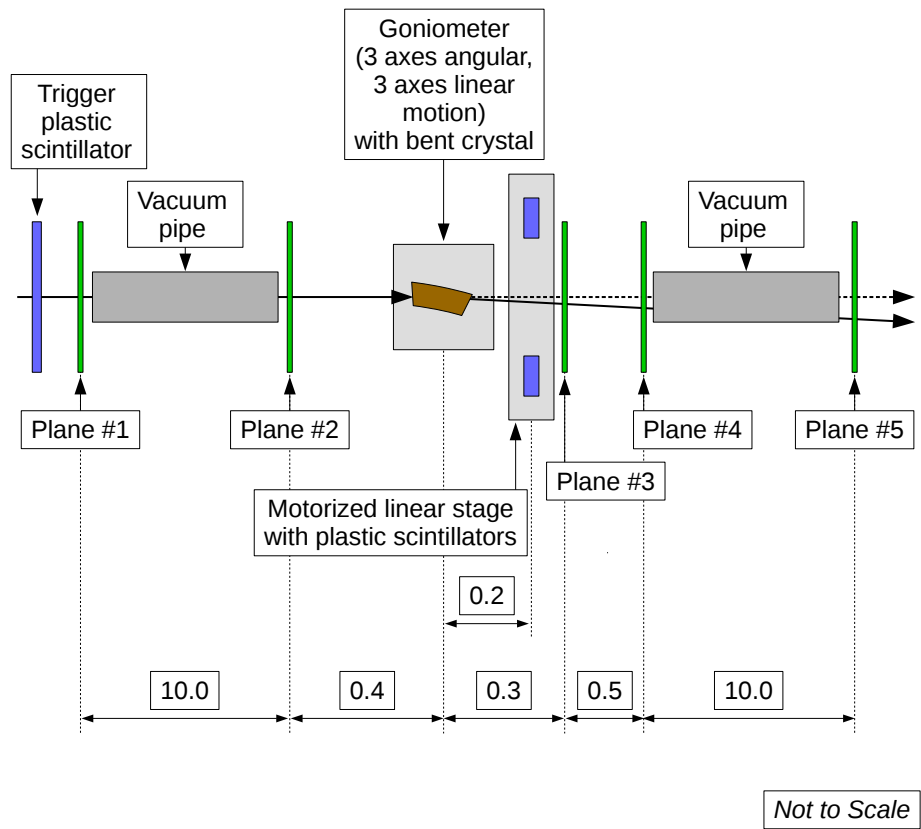 Goniometer
(3 axes angular,
3 axes linear
motion)
with bent crystal
Trigger
plastic
scintillator
Vacuum
pipe
Vacuum
pipe
Plane #1
Plane #2
Plane #4
Plane #5
Plane #3
Motorized linear stage
with plastic scintillators
0.2
10.0
0.4
0.3
0.5
10.0
Not to Scale